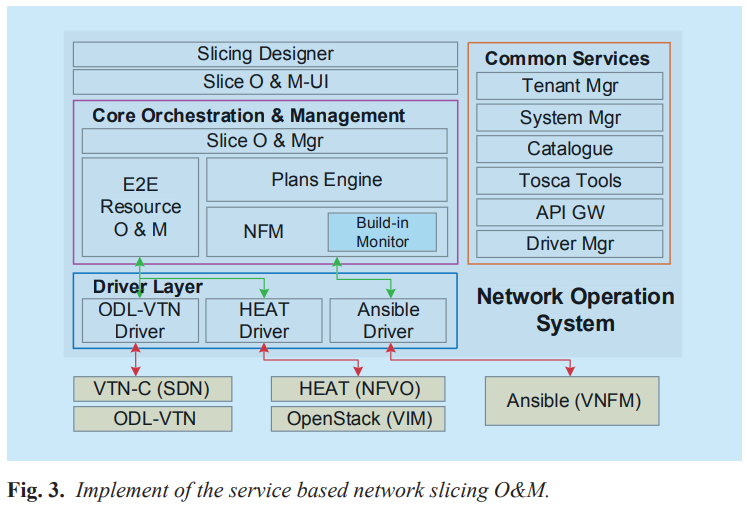 Slicing Designer
Slice O & M-UI
Core Orchestration & Management
Slice O & Mgr
E2E
Resource
O & M
Plans Engine
NFM
Build-in
Monitor
Driver Layer
ODL-VTN
Driver
HEAT
Driver
Ansible
Driver
Common Services
Tenant Mgr
System Mgr
Catalogue
Tosca Tools
API GW
Driver Mgr
Network Operation
System
VTN-C (SDN)
ODL-VTN
HEAT (NFVO)
OpenStack (VIM)
Ansible (VNFM)
Fig. 3. Implement of the service based network slicing O&M.